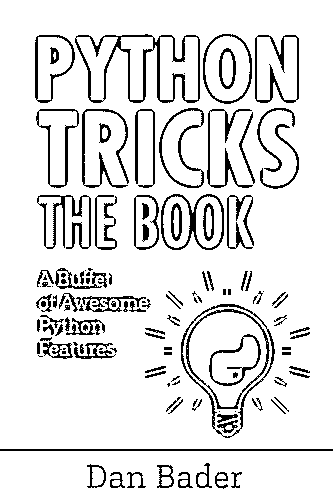 PYTHON
TRICKS
THE BOOK
A Buffet
of Awesome
Python
Features
Dan Bader